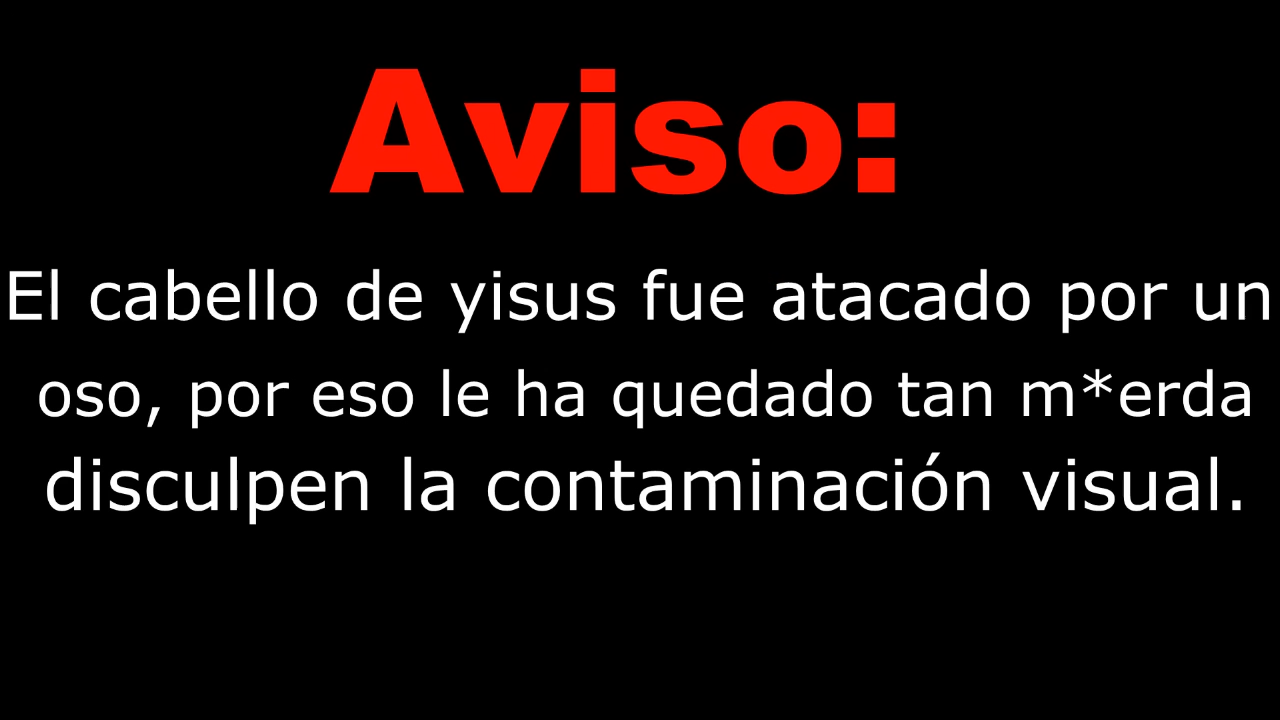 Aviso:
El cabello de yisus fue atacado por un
oso, por eso le ha quedado tan m*erda
disculpen la contaminación visual.